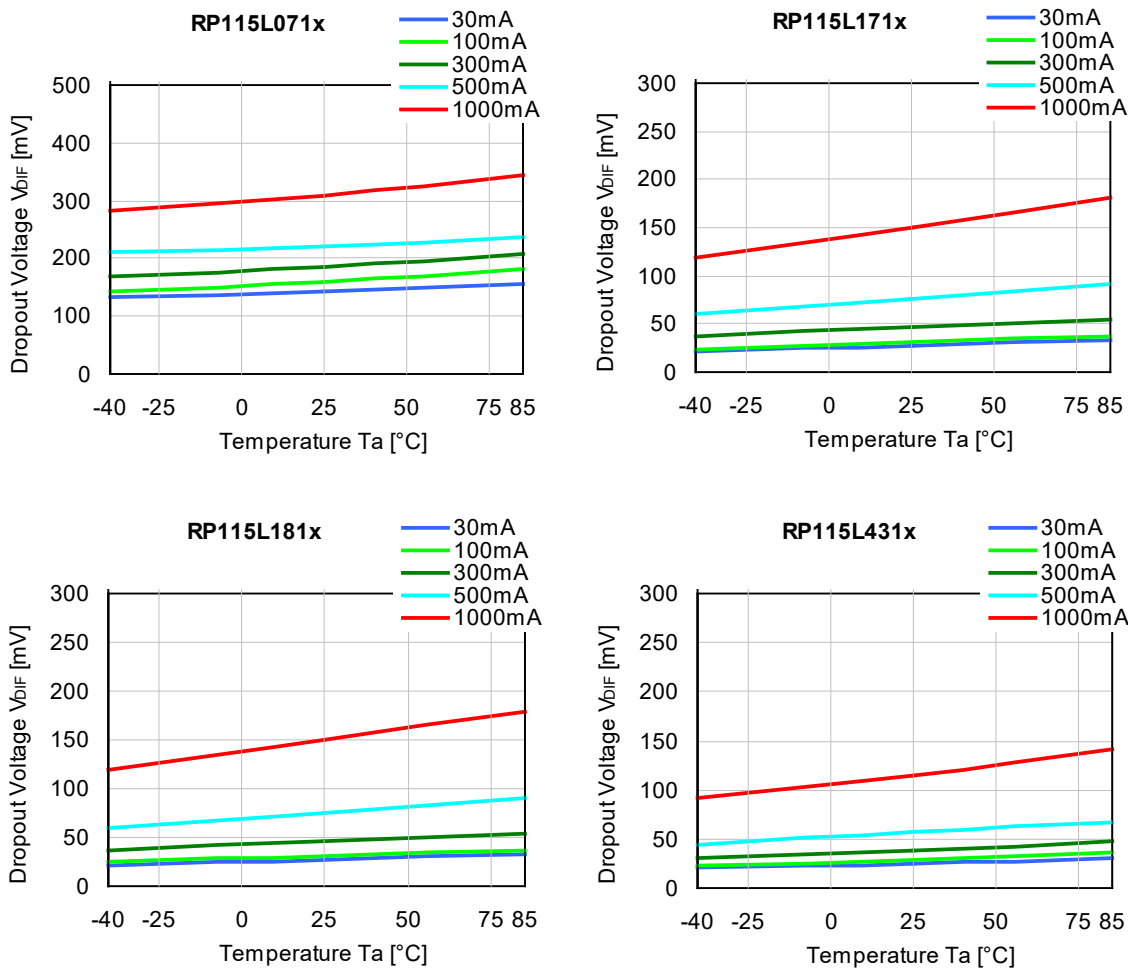 RP115L071x
30mA
100mA
300mA
500mA
1000mA
Dropout Voltage VDIF [mV]
500
400
300
200
100
0
-40 -25 0 25 50 75 85
Temperature Ta [°C]
RP115L171x
30mA
100mA
300mA
500mA
1000mA
Dropout Voltage VDIF [mV]
300
250
200
150
100
50
0
-40 -25 0 25 50 75 85
Temperature Ta [°C]
RP115L181x
30mA
100mA
300mA
500mA
1000mA
Dropout Voltage VDIF [mV]
300
250
200
150
100
50
0
-40 -25 0 25 50 75 85
Temperature Ta [°C]
RP115L431x
30mA
100mA
300mA
500mA
1000mA
Dropout Voltage VDIF [mV]
300
250
200
150
100
50
0
-40 -25 0 25 50 75 85
Temperature Ta [°C]